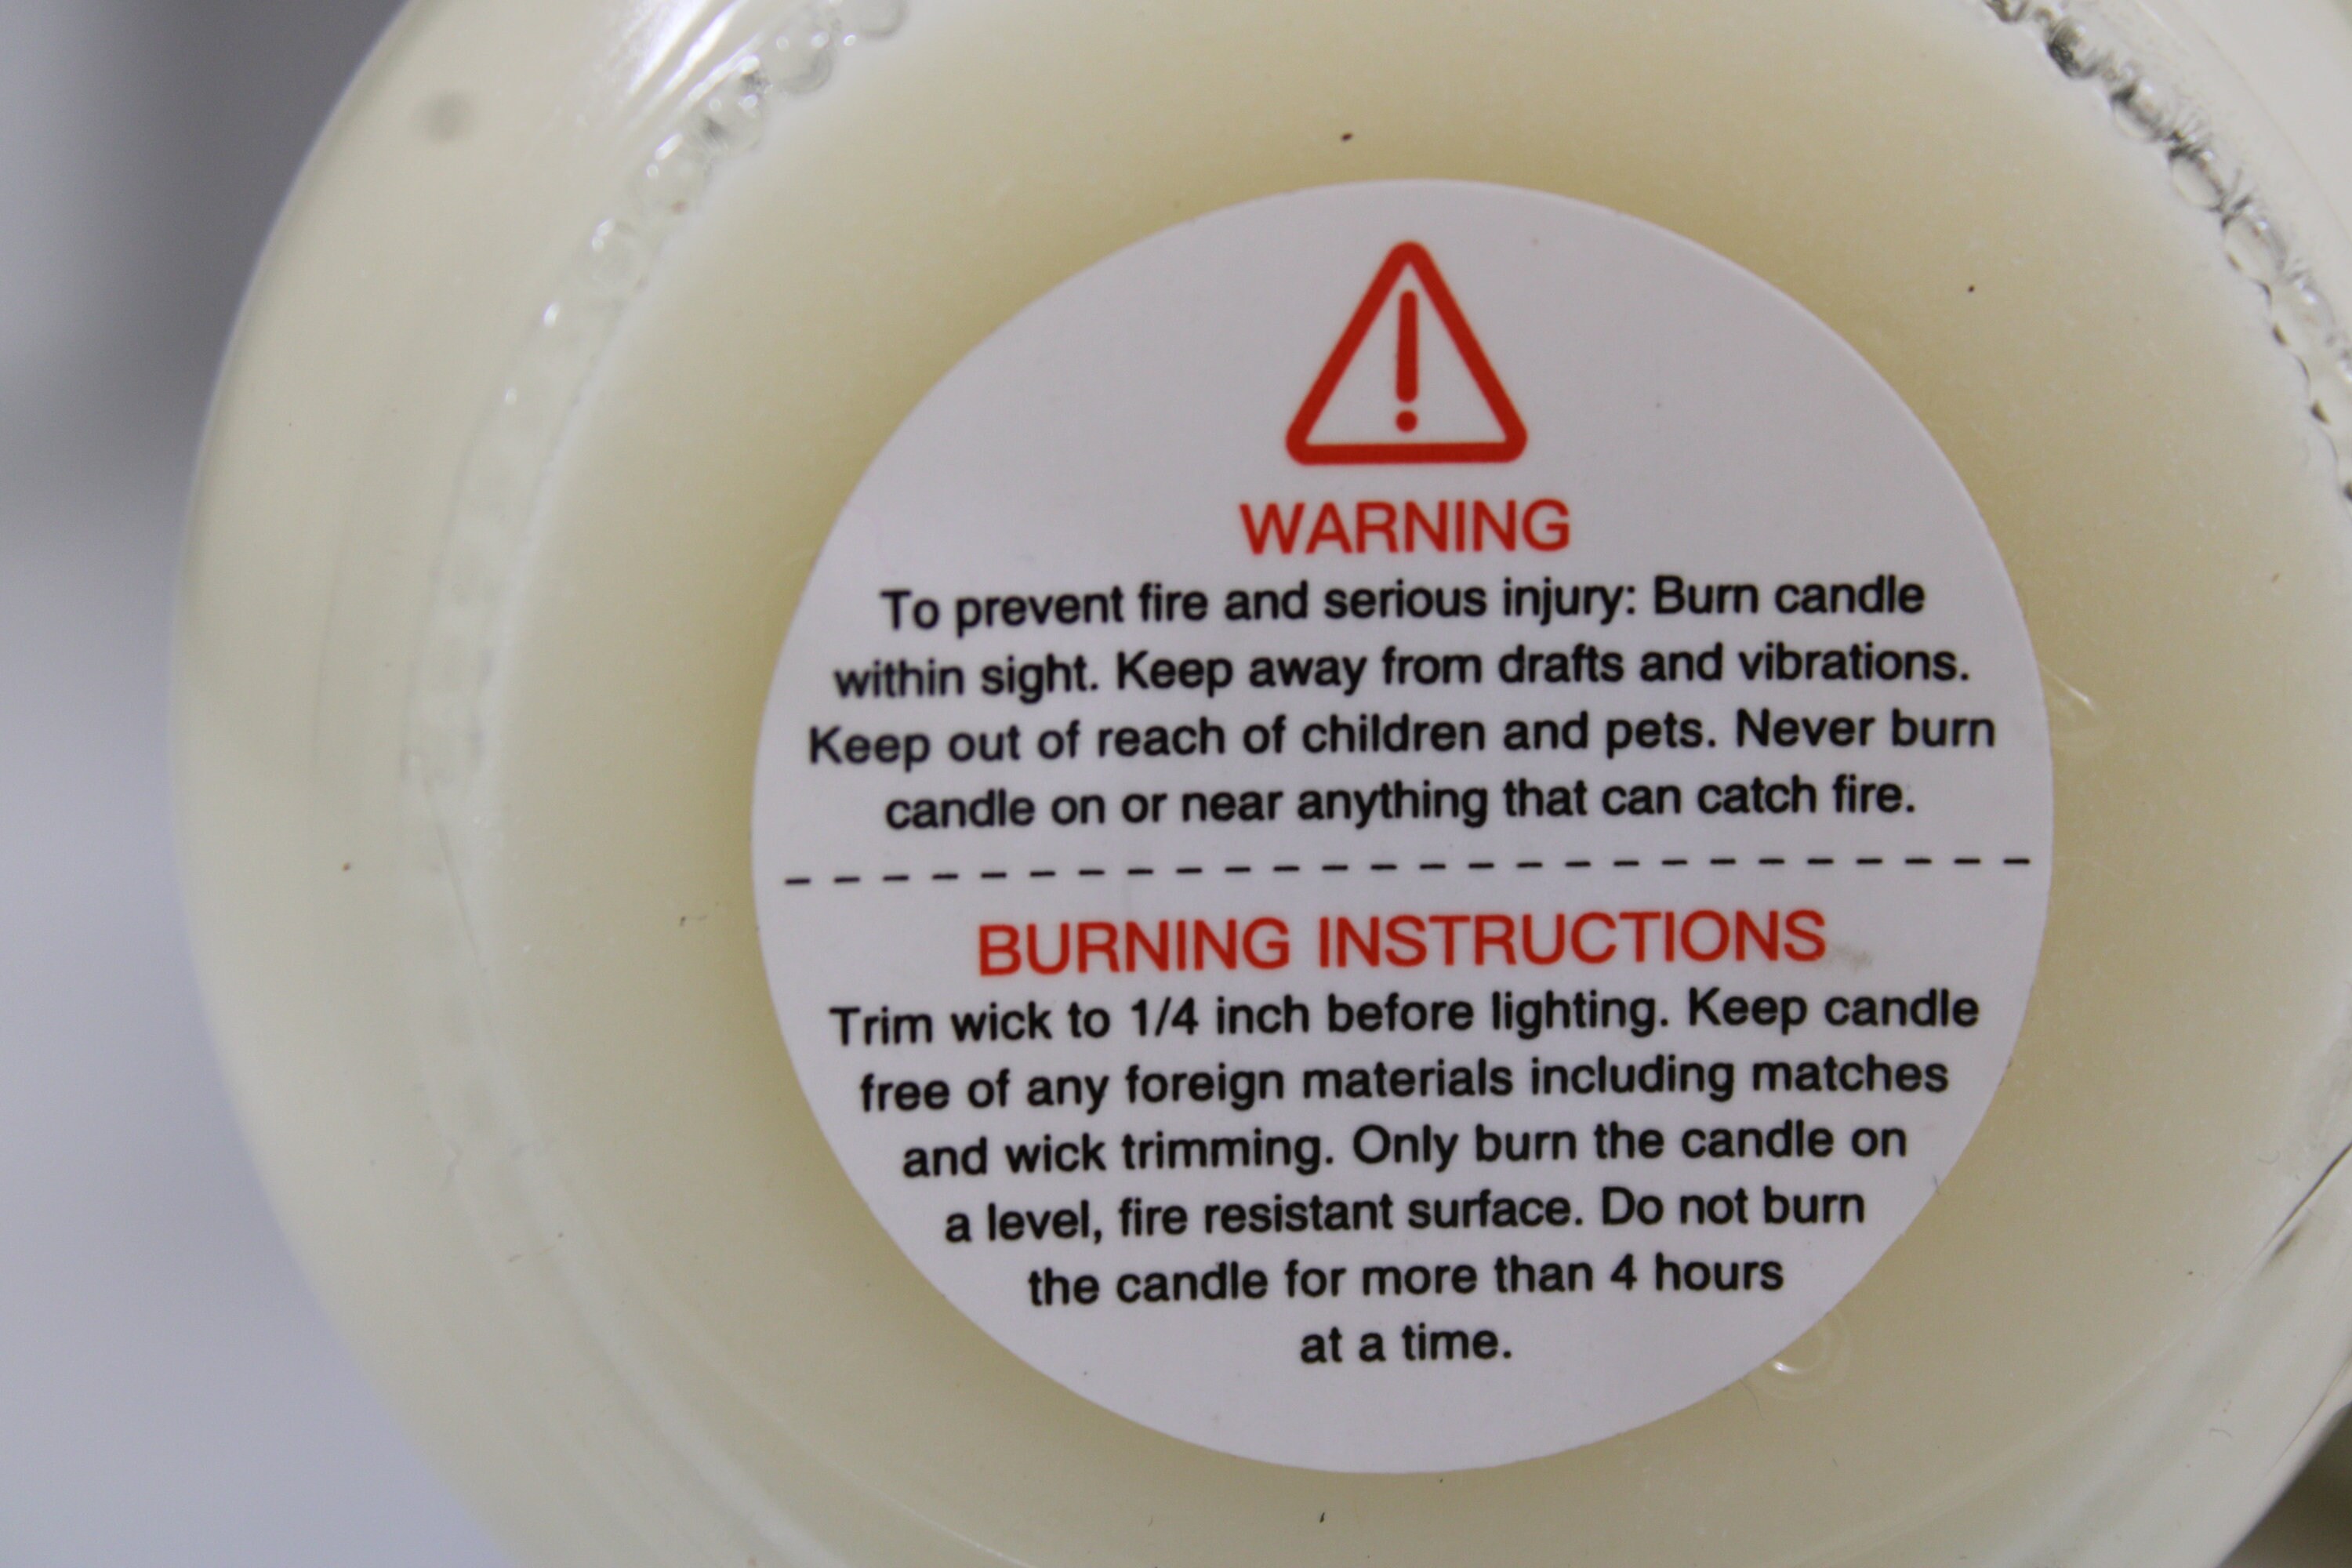 WARNING
To prevent fire and serious injury: Burn candle
within sight. Keep away from drafts and vibrations.
Keep out of reach of children and pets. Never burn
candle on or near anything that can catch fire.
BURNING INSTRUCTIONS
Trim wick to 1/4 inch before lighting. Keep candle
free of any foreign materials including matches
and wick trimming. Only burn the candle on
a level, fire resistant surface. Do not burn
the candle for more than 4 hours
at a time.